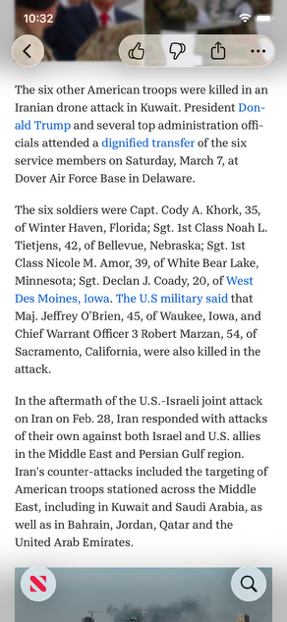 10:32
The six other American troops were killed in an
Iranian drone attack in Kuwait. President Don-
ald Trump and several top administration offi-
cials attended a dignified transfer of the six
service members on Saturday, March 7, at
Dover Air Force Base in Delaware.
The six soldiers were Capt. Cody A. Khork, 35,
of Winter Haven, Florida; Sgt. 1st Class Noah L.
Tietjens, 42, of Bellevue, Nebraska; Sgt. 1st
Class Nicole M. Amor, 39, of White Bear Lake,
Minnesota; Sgt. Declan J. Coady, 20, of West
Des Moines, Iowa. The U.S military said that
Maj. Jeffrey O'Brien, 45, of Waukee, Iowa, and
Chief Warrant Officer 3 Robert Marzan, 54, of
Sacramento, California, were also killed in the
attack.
In the aftermath of the U.S.-Israeli joint attack
on Iran on Feb. 28, Iran responded with attacks
of their own against both Israel and U.S. allies
in the Middle East and Persian Gulf region.
Iran's counter-attacks included the targeting of
American troops stationed across the Middle
East, including in Kuwait and Saudi Arabia, as
well as in Bahrain, Jordan, Qatar and the
United Arab Emirates.